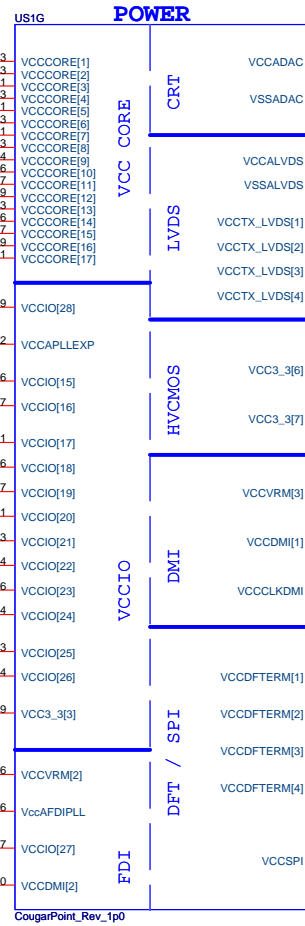 US1G
POWER
VCCCORE[1]
VCCCORE[2]
VCCCORE[3]
VCCCORE[4]
VCCCORE[5]
VCCCORE[6]
VCCCORE[7]
VCCCORE[8]
VCCCORE[9]
VCCCORE[10]
VCCCORE[11]
VCCCORE[12]
VCCCORE[13]
VCCCORE[14]
VCCCORE[15]
VCCCORE[16]
VCCCORE[17]
VCC CORE
VCCIO[28]
VCCAPLLEXP
VCCIO[15]
VCCIO[16]
VCCIO[17]
VCCIO[18]
VCCIO[19]
VCCIO[20]
VCCIO[21]
VCCIO[22]
VCCIO[23]
VCCIO[24]
VCCIO[25]
VCCIO[26]
VCC3_3[3]
VCCIO
VCCVRM[2]
VccAFDIPLL
VCCIO[27]
VCCDMI[2]
FDI
CRT
VCCADAC
VSSADAC
LVDS
VCCALVDS
VSSALVDS
VCCTX_LVDS[1]
VCCTX_LVDS[2]
VCCTX_LVDS[3]
VCCTX_LVDS[4]
HVCMOS
VCC3_3[6]
VCC3_3[7]
DMI
VCCVRM[3]
VCCDMI[1]
VCCCLKDMI
DFT / SPI
VCCDFTERM[1]
VCCDFTERM[2]
VCCDFTERM[3]
VCCDFTERM[4]
VCCSPI
CougarPoint_Rev_1p0